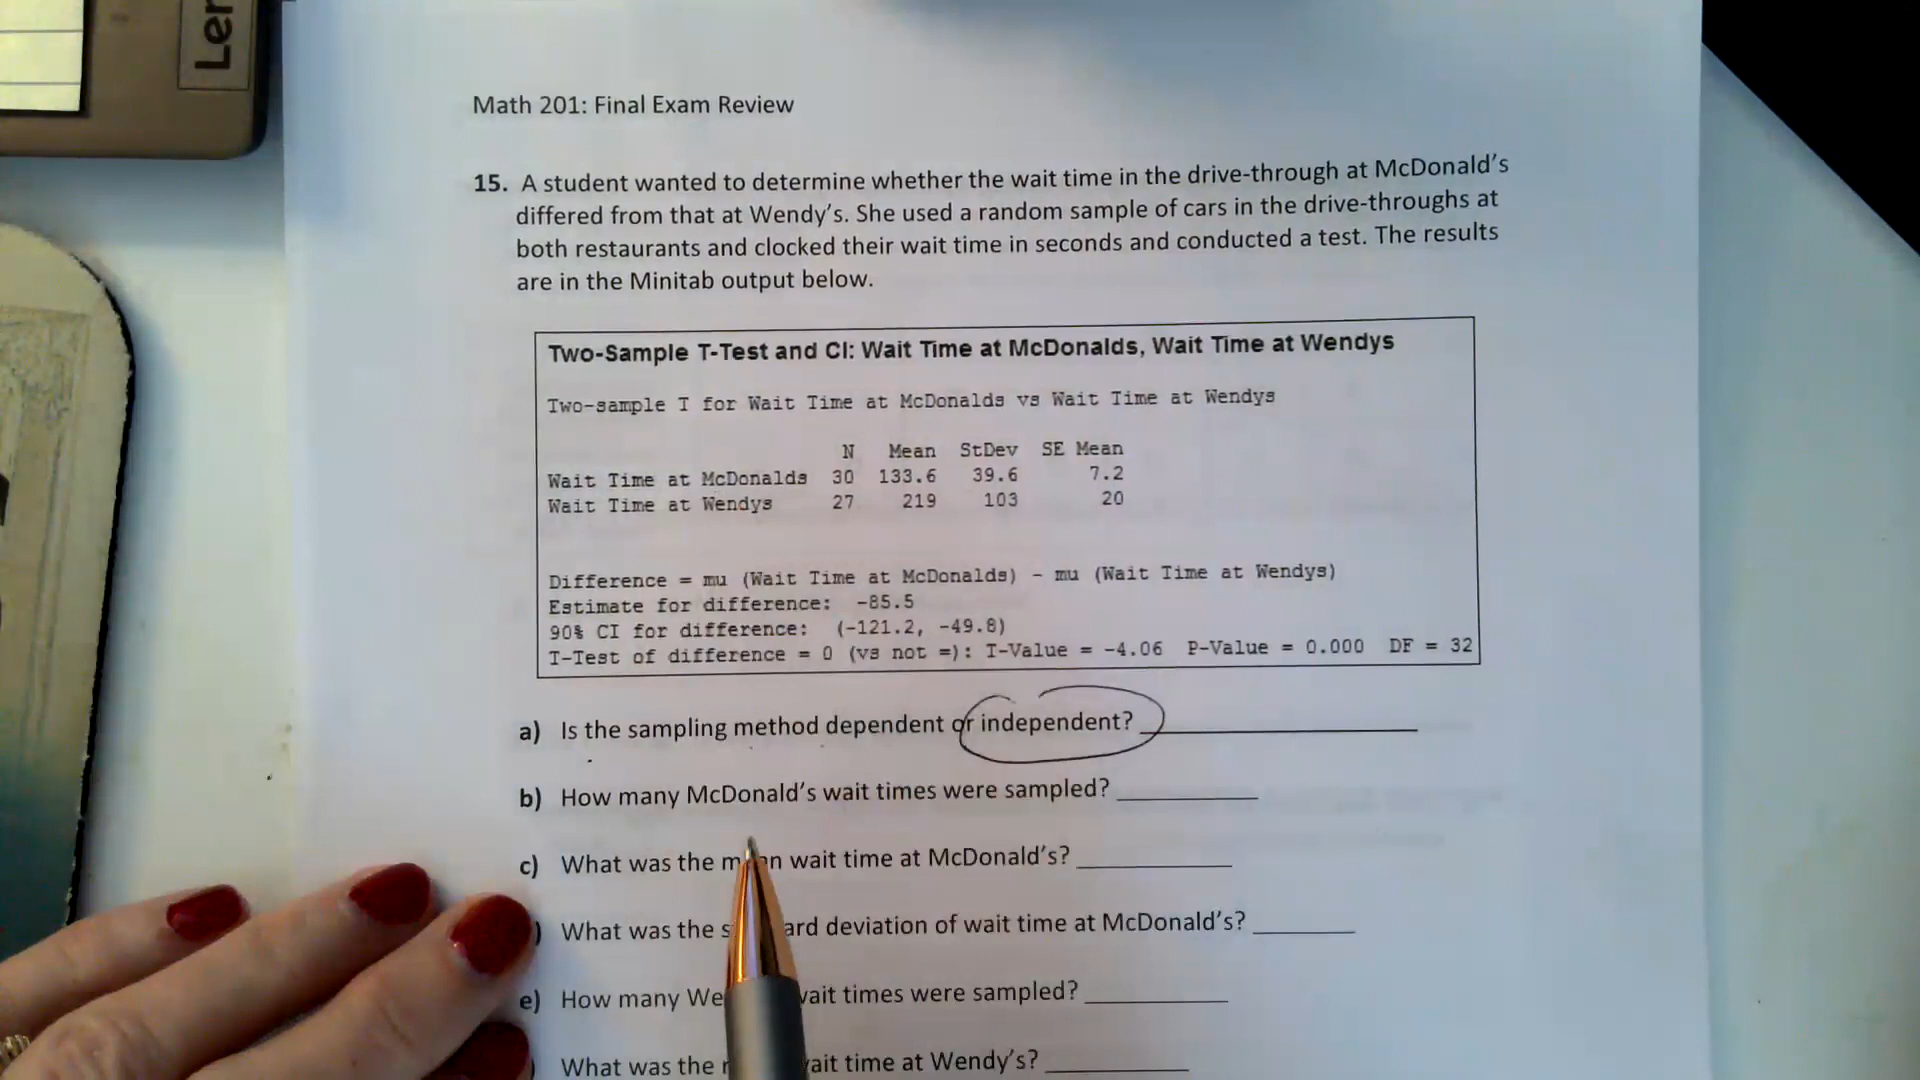 Ler
Math 201: Final Exam Review
15. A student wanted to determine whether the wait time in the drive-through at McDonald's
differed from that at Wendy's. She used a random sample of cars in the drive-throughs at
both restaurants and clocked their wait time in seconds and conducted a test. The results
are in the Minitab output below.
Two-Sample T-Test and CI: Wait Time at McDonalds, Wait Time at Wendys
Two-sample T for Wait Time at McDonalds vs Wait Time at Wendys
N Mean StDev SE Mean
Wait Time at McDonalds 30 133.6 39.6 7.2
Wait Time at Wendys 27 219 103 20
Difference = mu (Wait Time at McDonalds) - mu (Wait Time at Wendys)
Estimate for difference: -85.5
90% CI for difference: (-121.2, -49.8)
T-Test of difference = 0 (vs not =): T-Value = -4.06 P-Value = 0.000 DF = 32
a) Is the sampling method dependent or independent?
b) How many McDonald's wait times were sampled?
c) What was the wait time at McDonald's?
What was the deviation of wait time at McDonald's?
e) How many times were sampled?
What was the time at Wendy's?